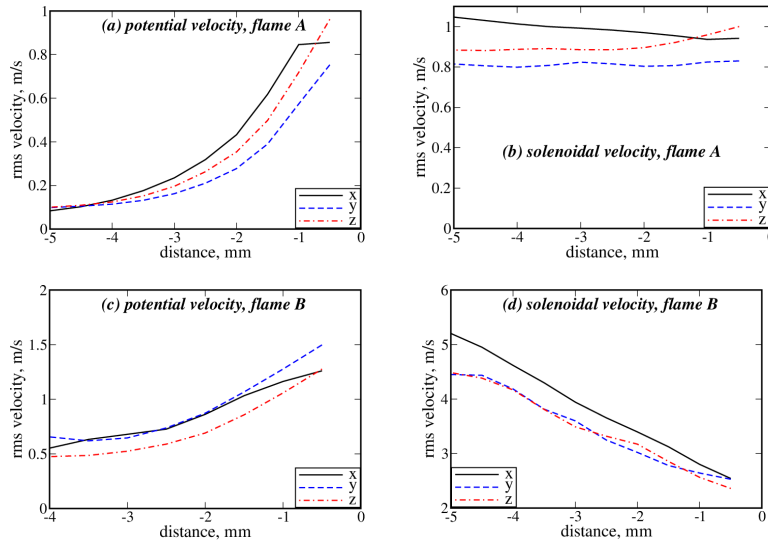 (a) potential velocity, flame A
rms velocity, m/s
1
0.8
0.6
0.4
0.2
0
-5 -4 -3 -2 -1 0
distance, mm
x
y
z
(b) solenoidal velocity, flame A
rms velocity, m/s
1
0.8
0.6
0.4
0.2
0
-5 -4 -3 -2 -1 0
distance, mm
x
y
z
(c) potential velocity, flame B
rms velocity, m/s
2
1.5
1
0.5
0
-4 -3 -2 -1 0
distance, mm
x
y
z
(d) solenoidal velocity, flame B
rms velocity, m/s
6
5
4
3
2
-5 -4 -3 -2 -1 0
distance, mm
x
y
z